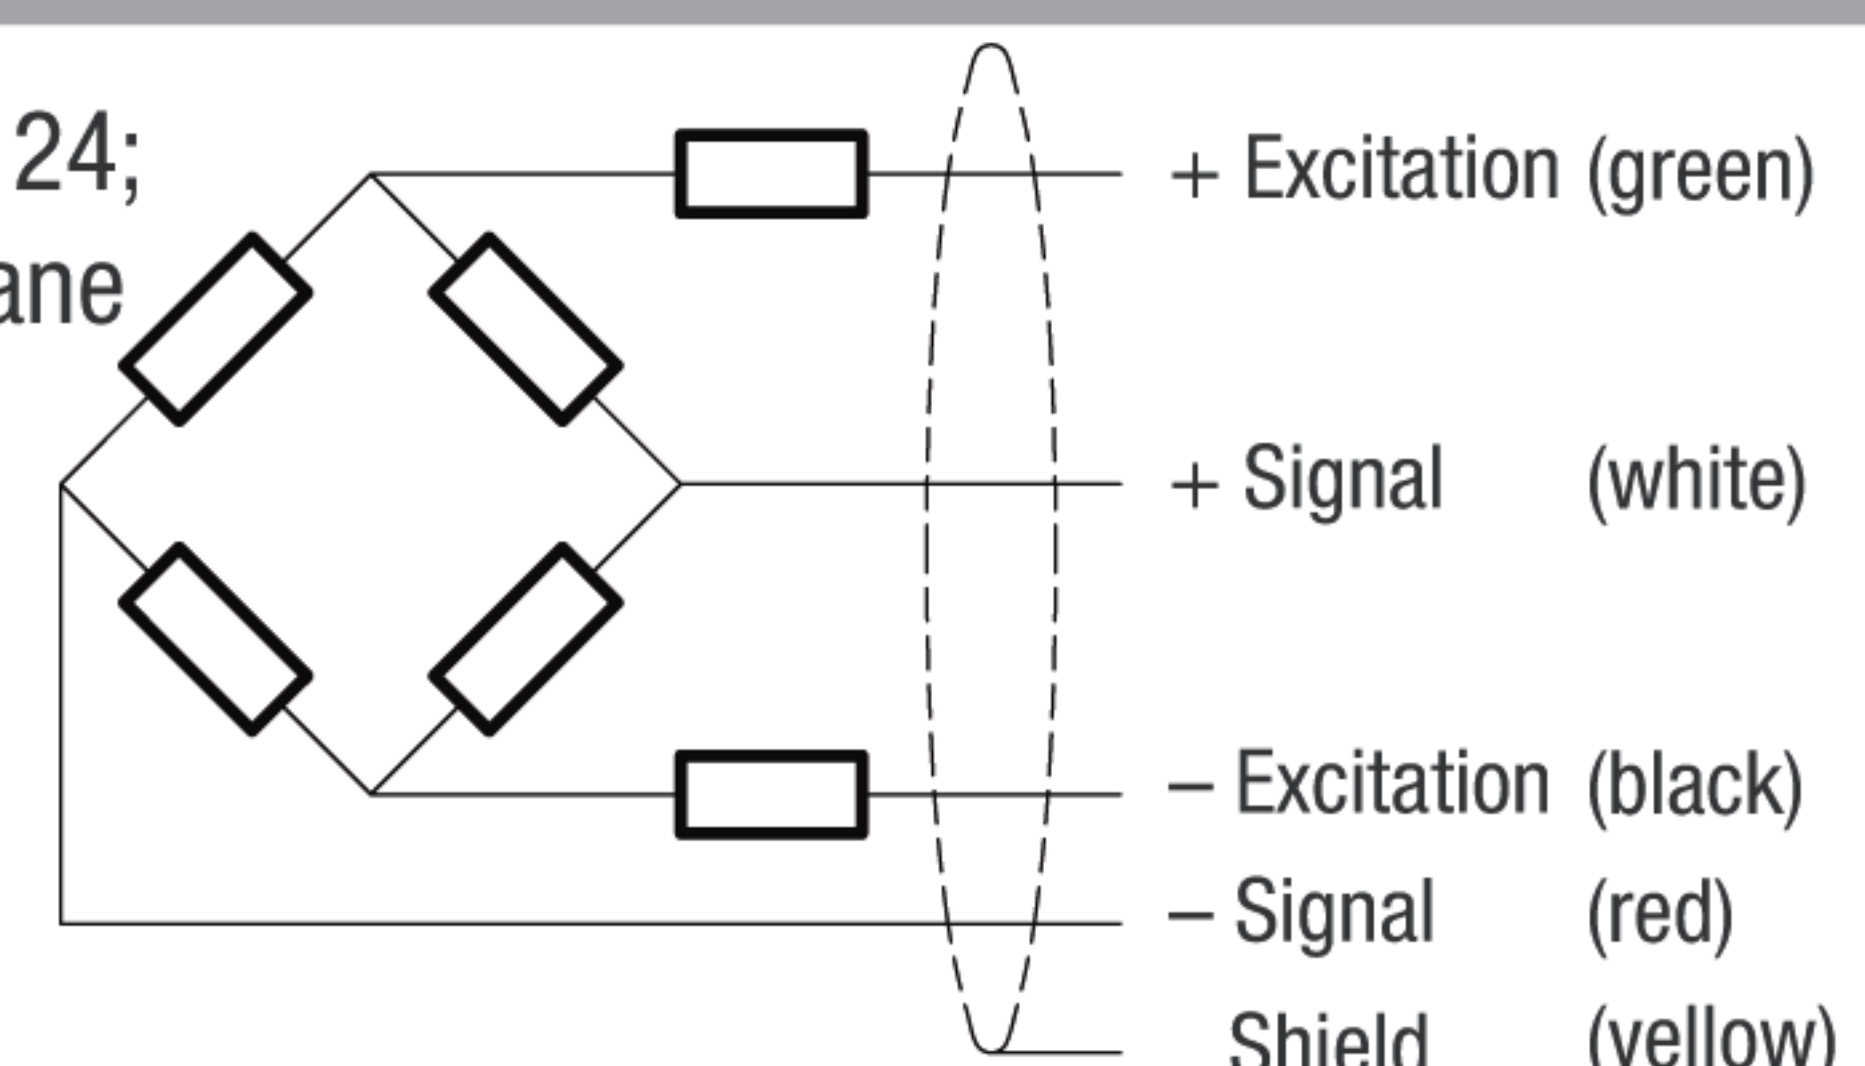 24;
ane
+ Excitation (green)
+ Signal (white)
– Excitation (black)
– Signal (red)
Shield (yellow)